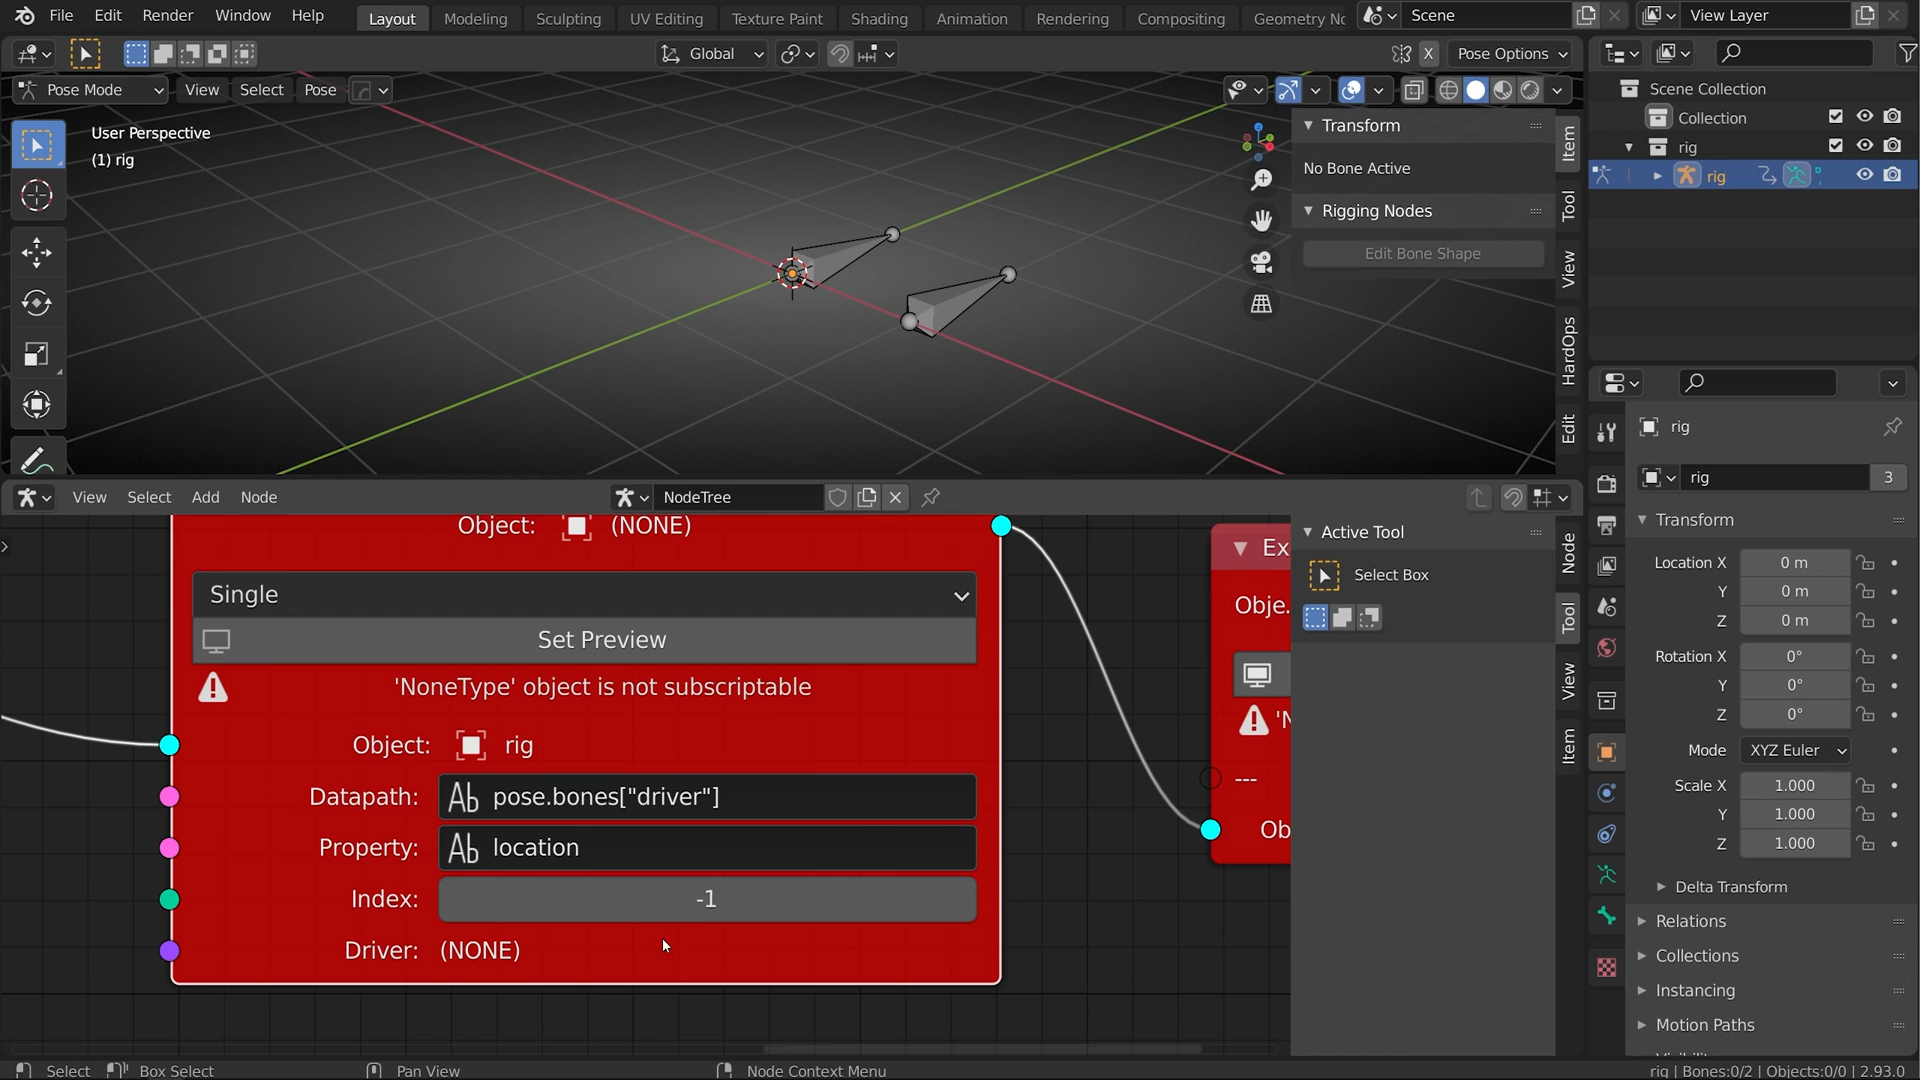 File Edit Render Window Help Layout Modeling Sculpting UV Editing Texture Paint Shading Animation Rendering Compositing Geometry No Scene View Layer
Global X Pose Options
Pose Mode View Select Pose
User Perspective
(1) rig
Transform
No Bone Active
Rigging Nodes
Edit Bone Shape
Item
Tool
View
HardOps
Edit
Scene Collection
Collection
rig
rig
View Select Add Node NodeTree
Object: (NONE)
Single
Set Preview
'NoneType' object is not subscriptable
Object: rig
Datapath: pose.bones["driver"]
Property: location
Index: -1
Driver: (NONE)
Ex
Obje.
'N
---
Ob
Active Tool
Select Box
Node
Tool
View
Item
rig
rig 3
Transform
Location X 0 m
Y 0 m
Z 0 m
Rotation X 0°
Y 0°
Z 0°
Mode XYZ Euler
Scale X 1.000
Y 1.000
Z 1.000
Delta Transform
Relations
Collections
Instancing
Motion Paths
Select Box Select Pan View Node Context Menu rig | Bones:0/2 | Objects:0/0 | 2.93.0